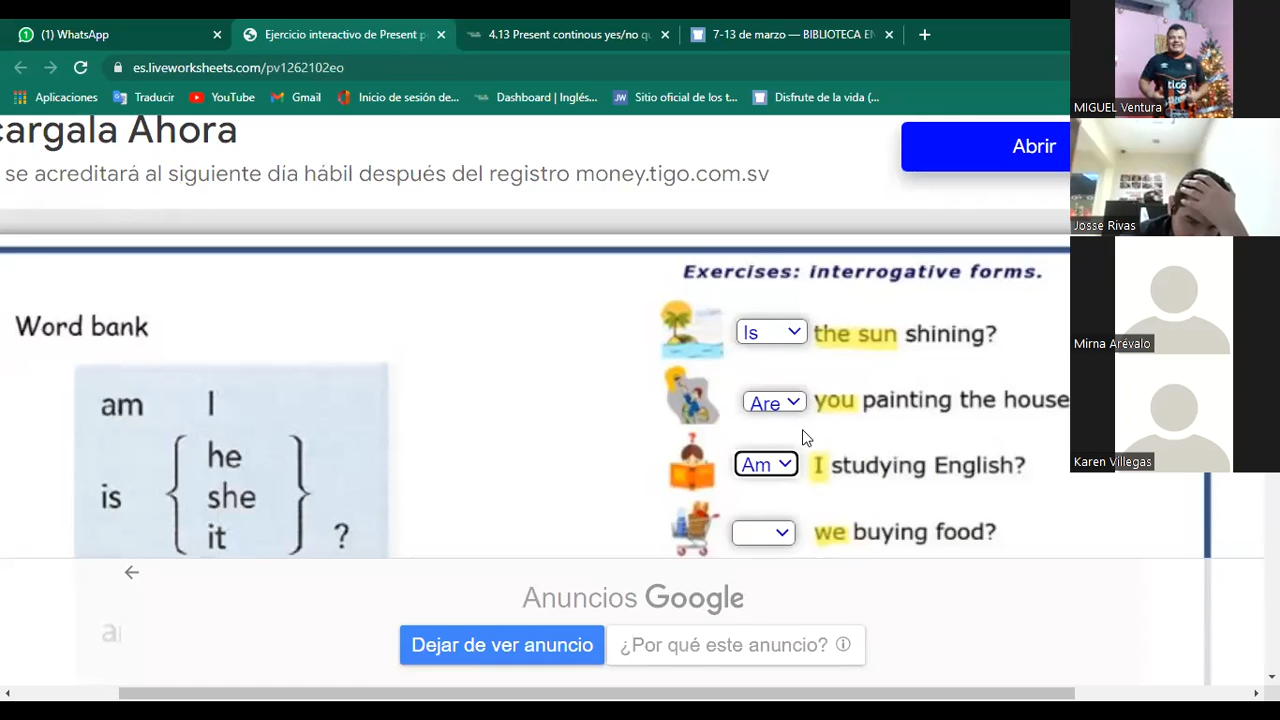 (1) WhatsApp
Ejercicio interactivo de Present p
4.13 Present continous yes/no qu
7-13 de marzo — BIBLIOTECA EN
es.liveworksheets.com/pv1262102eo
Aplicaciones
Traducir
YouTube
Gmail
Inicio de sesión de...
Dashboard | Inglés,...
Sitio oficial de los t...
Disfrute de la vida (...
cargala Ahora
se acreditará al siguiente día hábil después del registro money.tigo.com.sv
Abrir
Exercises: interrogative forms.
Word bank
am I
is { he she it } ?
Is the sun shining?
Are you painting the house
Am I studying English?
we buying food?
Anuncios Google
Dejar de ver anuncio
¿Por qué este anuncio?
MIGUEL Ventura
Josse Rivas
Mirna Arévalo
Karen Villegas
tigo